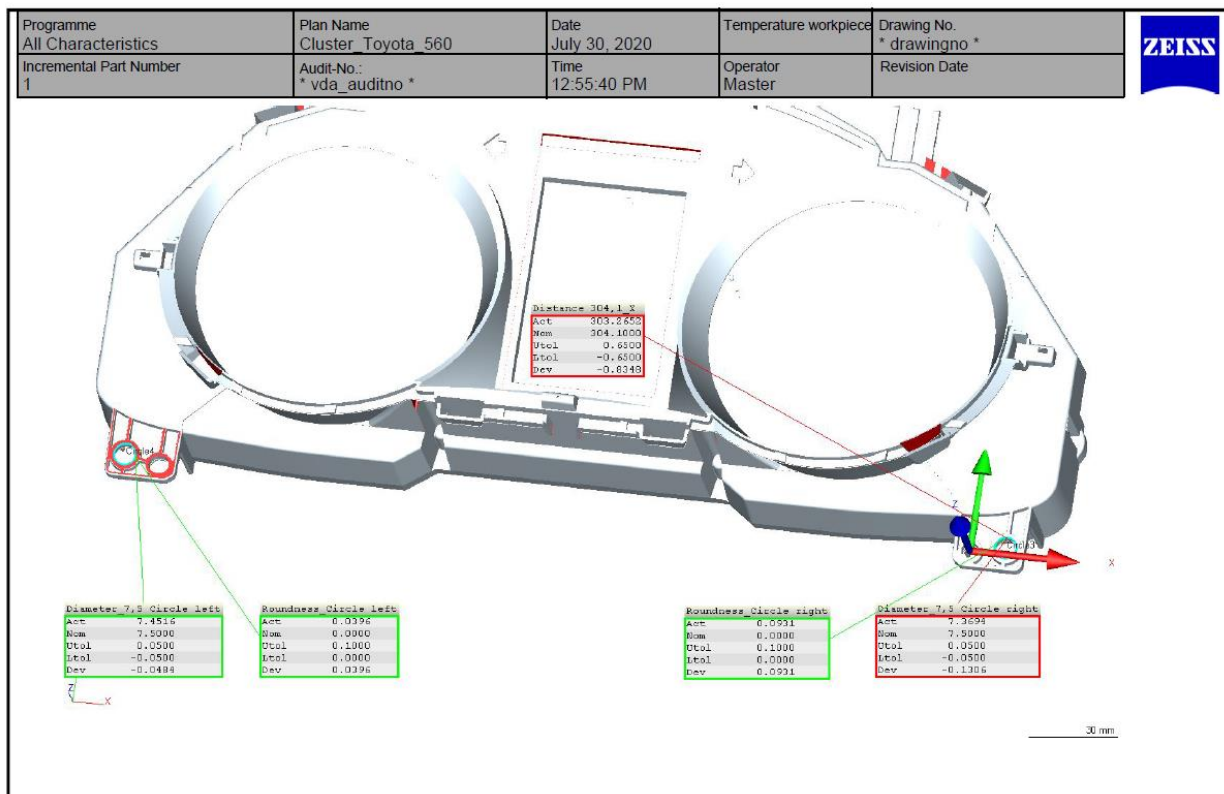 Programme
All Characteristics
Plan Name
Cluster_Toyota_560
Date
July 30, 2020
Temperature workpiece
Drawing No.
* drawingno *
Incremental Part Number
1
Audit-No.:
* vda_auditno *
Time
12:55:40 PM
Operator
Master
Revision Date
ZEISS
Distance 304,1_X
Act 303.2652
Nom 304.1000
Utol 0.6500
Ltol -0.6500
Dev -0.8348
Circle4
Z
Circle3
X
Diameter_7,5 Circle left
Act 7.4516
Nom 7.5000
Utol 0.0500
Ltol -0.0500
Dev -0.0484
Roundness_Circle left
Act 0.0396
Nom 0.0000
Utol 0.1000
Ltol 0.0000
Dev 0.0396
Roundness_Circle right
Act 0.0931
Nom 0.0000
Utol 0.1000
Ltol 0.0000
Dev 0.0931
Diameter_7,5 Circle right
Act 7.3694
Nom 7.5000
Utol 0.0500
Ltol -0.0500
Dev -0.1306
Z
X
30 mm